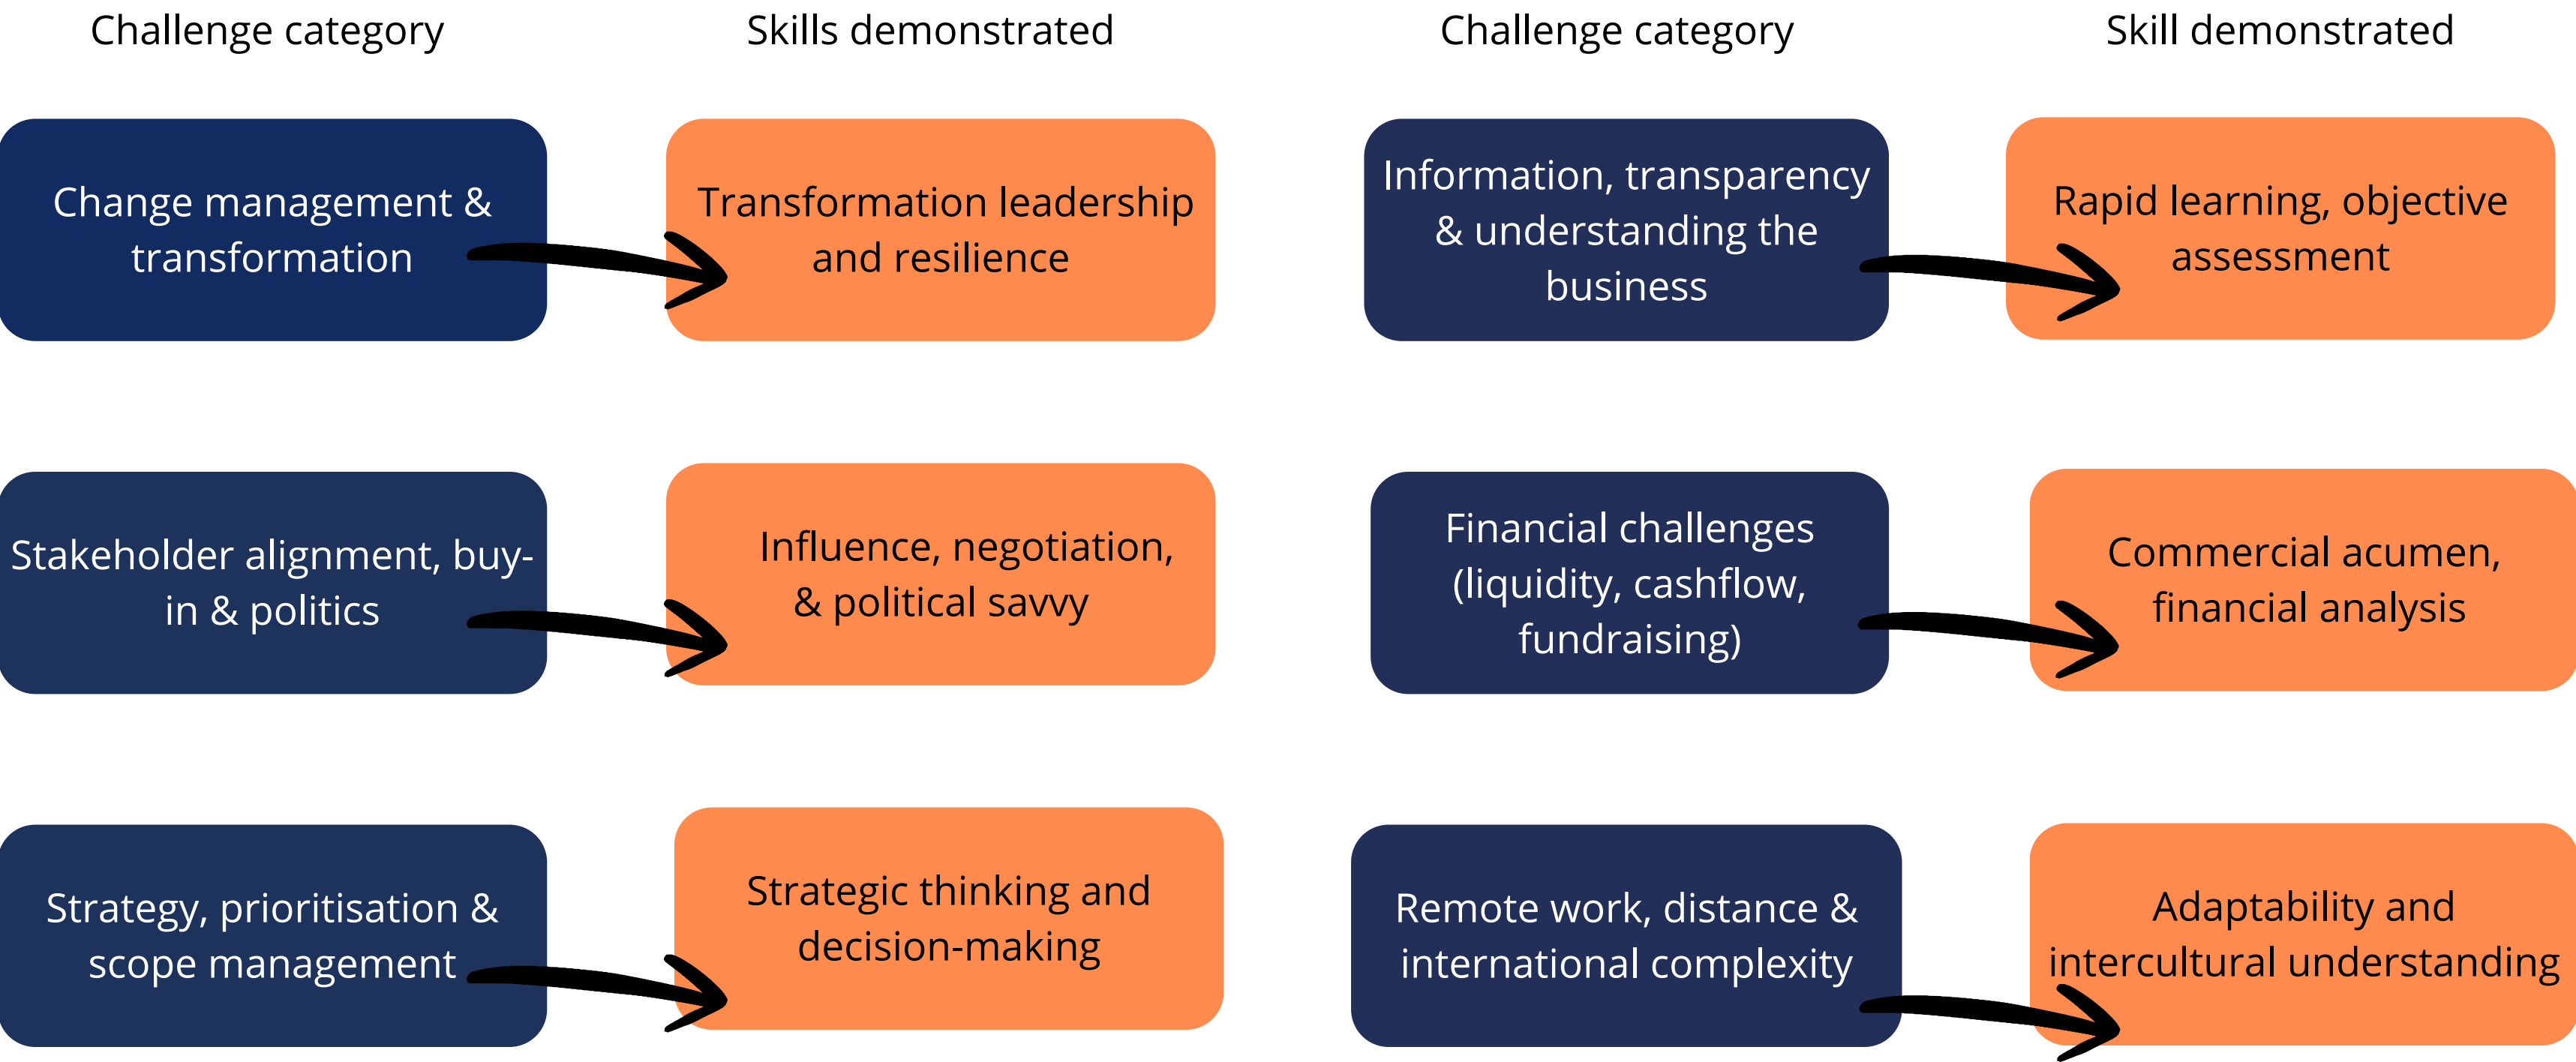 Challenge category
Skills demonstrated
Change management &
transformation
Transformation leadership
and resilience
Stakeholder alignment, buy-
in & politics
Influence, negotiation,
& political savvy
Strategy, prioritisation &
scope management
Strategic thinking and
decision-making
Challenge category
Skill demonstrated
Information, transparency
& understanding the
business
Rapid learning, objective
assessment
Financial challenges
(liquidity, cashflow,
fundraising)
Commercial acumen,
financial analysis
Remote work, distance &
international complexity
Adaptability and
intercultural understanding